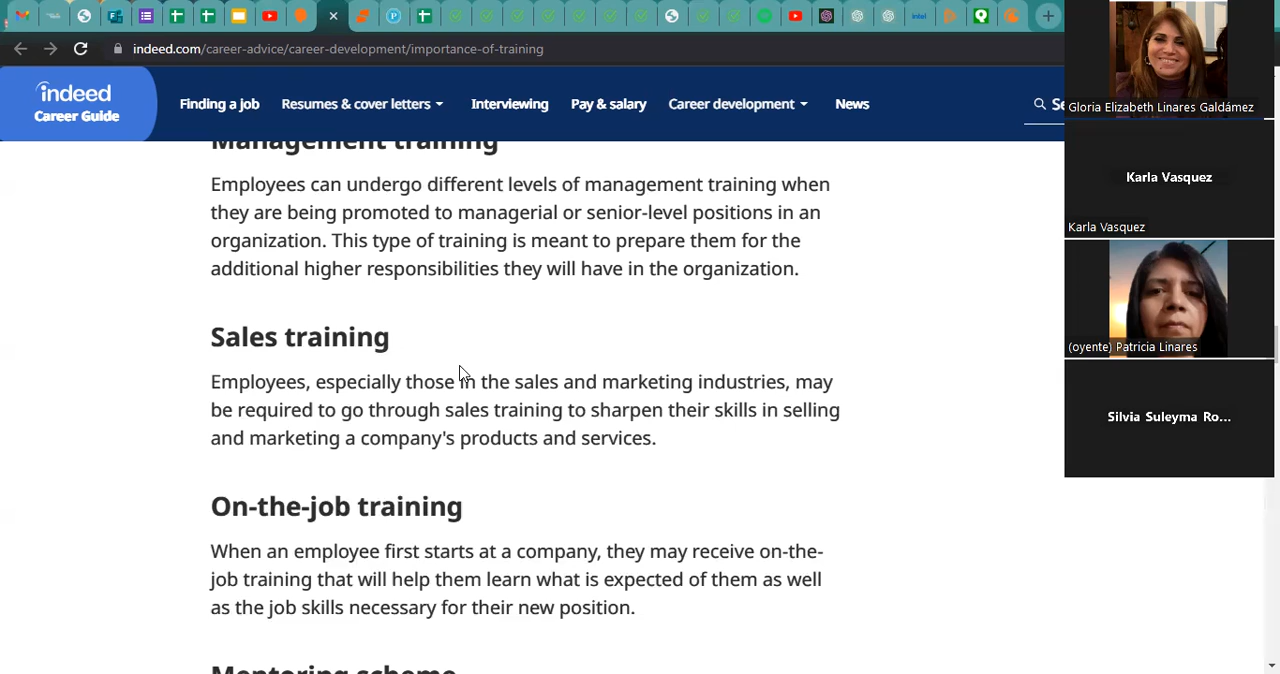 indeed.com/career-advice/career-development/importance-of-training
indeed
Career Guide
Finding a job
Resumes & cover letters
Interviewing
Pay & salary
Career development
News
Management training
Employees can undergo different levels of management training when
they are being promoted to managerial or senior-level positions in an
organization. This type of training is meant to prepare them for the
additional higher responsibilities they will have in the organization.
Sales training
Employees, especially those in the sales and marketing industries, may
be required to go through sales training to sharpen their skills in selling
and marketing a company's products and services.
On-the-job training
When an employee first starts at a company, they may receive on-the-
job training that will help them learn what is expected of them as well
as the job skills necessary for their new position.
Mentoring scheme
Gloria Elizabeth Linares Galdámez
Karla Vasquez
Karla Vasquez
(oyente) Patricia Linares
Silvia Suleyma Ro...